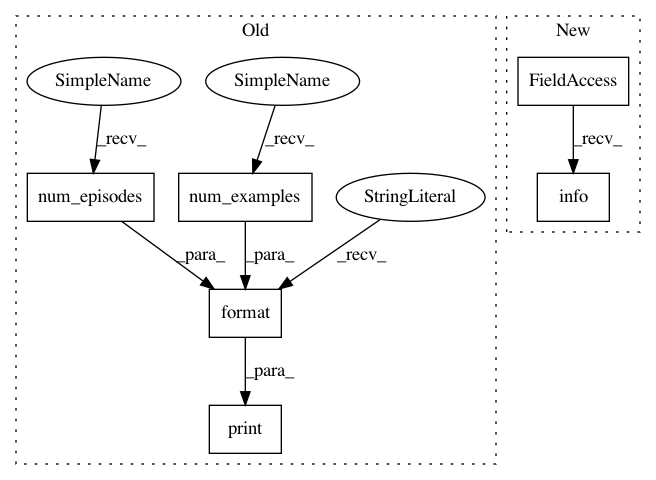 Old
New
SimpleName
SimpleName
FieldAccess
_recv_
_recv_
_recv_
num_episodes
num_examples
StringLiteral
info
_para_
_para_
_recv_
format
_para_
print